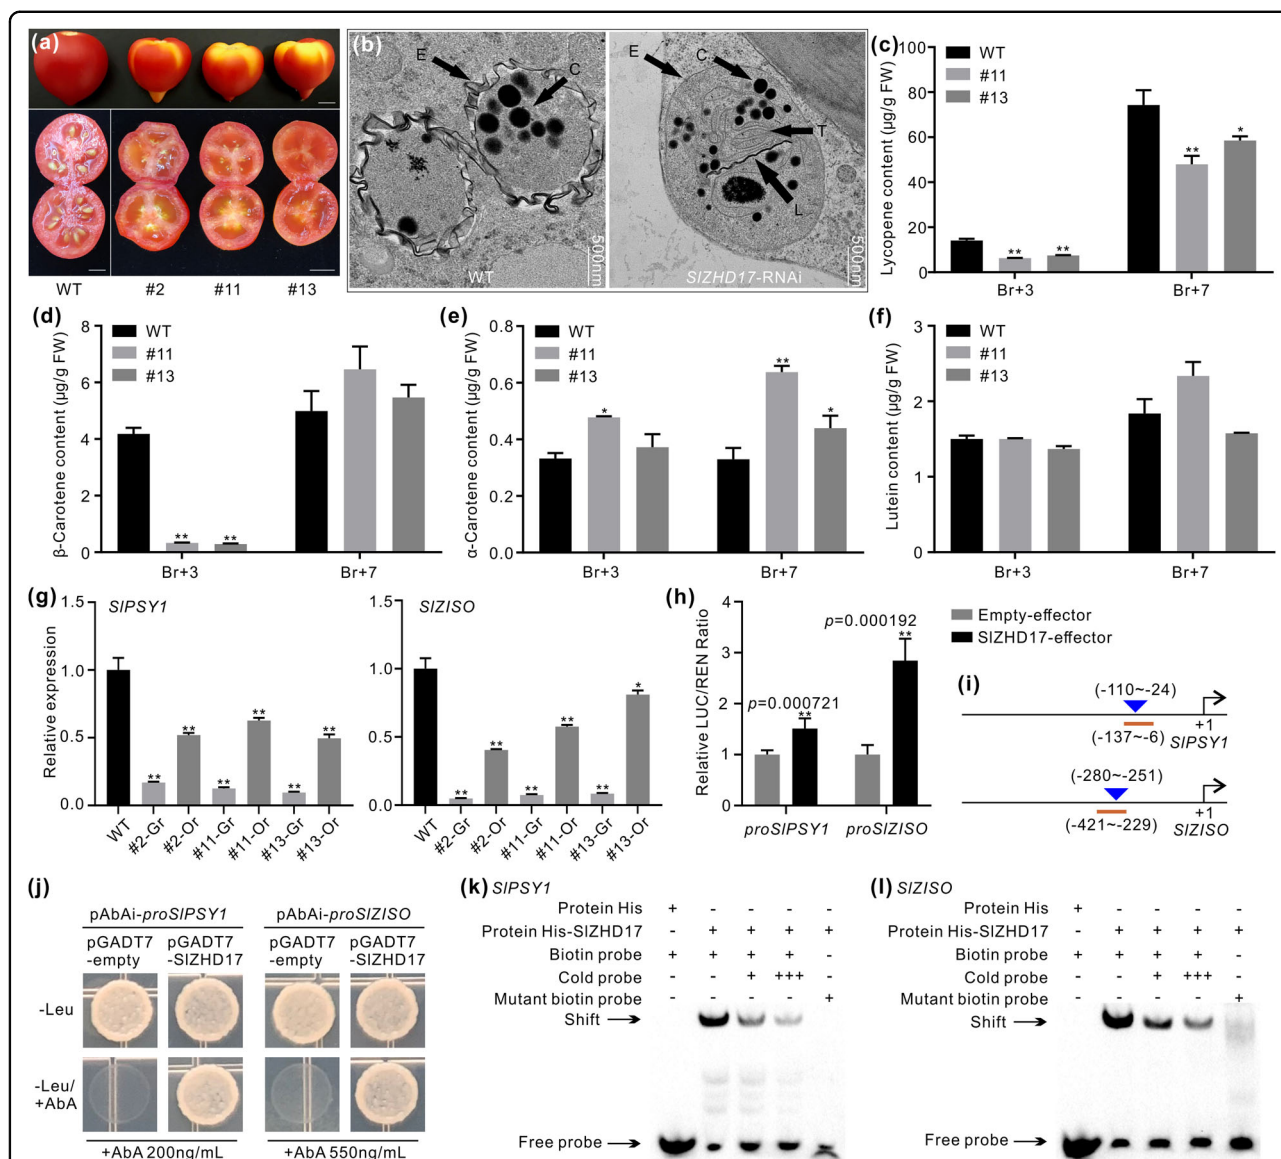 (a)
WT #2 #11 #13
(b)
E
C
WT
500nm
E
C
T
L
SlZHD17-RNAi
500nm
(c)
Lycopene content (μg/g FW)
100
80
60
40
20
0
WT
#11
#13
**
**
**
*
Br+3 Br+7
(d)
β-Carotene content (μg/g FW)
8
6
4
2
0
WT
#11
#13
**
**
Br+3 Br+7
(e)
α-Carotene content (μg/g FW)
0.8
0.6
0.4
0.2
0.0
WT
#11
#13
*
**
*
Br+3 Br+7
(f)
Lutein content (μg/g FW)
3
2
1
0
WT
#11
#13
Br+3 Br+7
(g)
Relative expression
SlPSY1
1.5
1.0
0.5
0.0
**
**
**
**
**
**
WT #2-Gr #2-Or #11-Gr #11-Or #13-Gr #13-Or
SlZISO
1.5
1.0
0.5
0.0
**
**
**
**
**
*
WT #2-Gr #2-Or #11-Gr #11-Or #13-Gr #13-Or
(h)
Relative LUC/REN Ratio
4
3
2
1
0
p=0.000721
**
p=0.000192
**
proSlPSY1 proSlZISO
Empty-effector
SlZHD17-effector
(i)
(-110~-24)
+1
(-137~-6) SlPSY1
(-280~-251)
+1
(-421~-229) SlZISO
(j)
pAbAi-proSlPSY1 pAbAi-proSlZISO
pGADT7 -empty
pGADT7 -SlZHD17
pGADT7 -empty
pGADT7 -SlZHD17
-Leu
-Leu/ +AbA
+AbA 200ng/mL +AbA 550ng/mL
(k) SlPSY1
Protein His + - - - -
Protein His-SlZHD17 - + + + +
Biotin probe + + + + -
Cold probe - - + +++ -
Mutant biotin probe - - - - +
Shift
Free probe
(l) SlZISO
Protein His + - - - -
Protein His-SlZHD17 - + + + +
Biotin probe + + + + -
Cold probe - - + +++ -
Mutant biotin probe - - - - +
Shift
Free probe